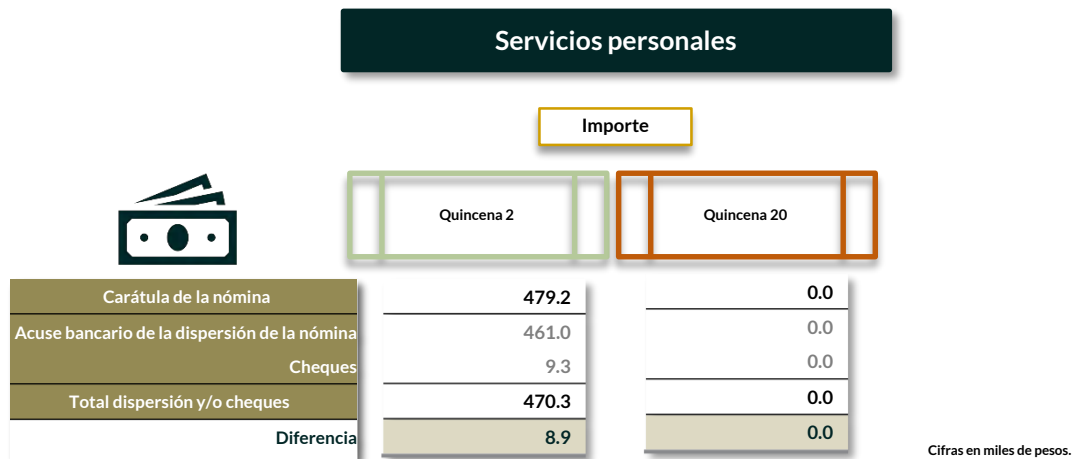 Servicios personales
Importe
Quincena 2
Quincena 20
Carátula de la nómina 479.2 0.0
Acuse bancario de la dispersión de la nómina 461.0 0.0
Cheques 9.3 0.0
Total dispersión y/o cheques 470.3 0.0
Diferencia 8.9 0.0
Cifras en miles de pesos.